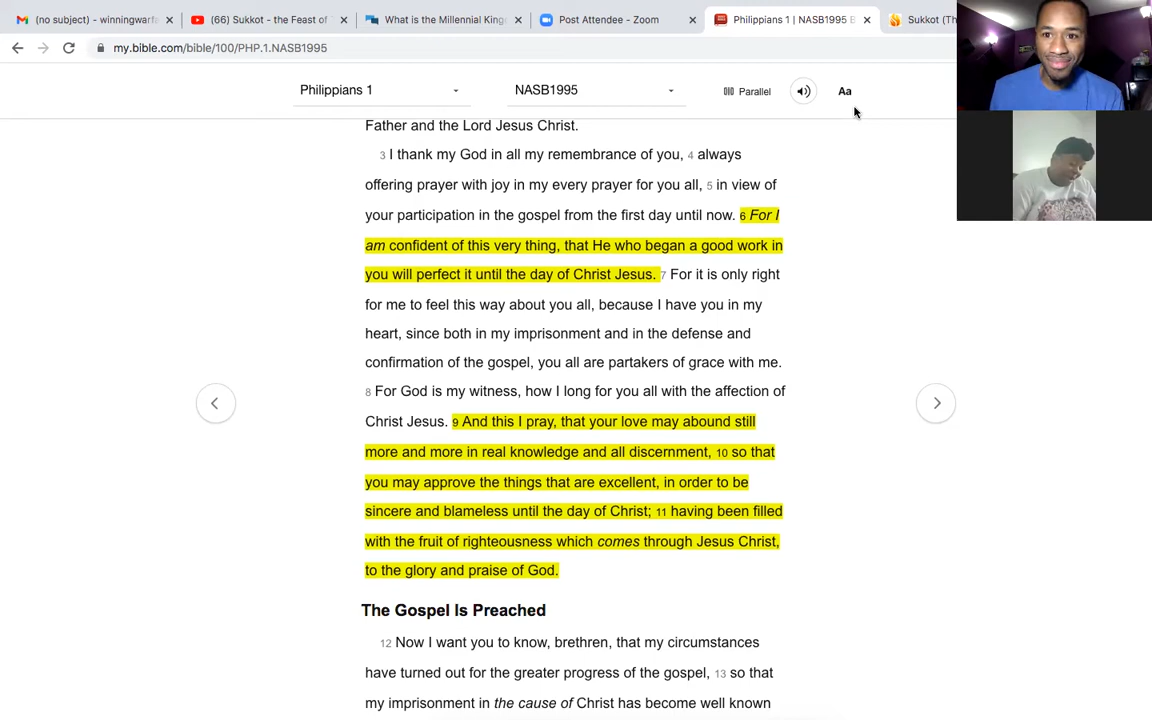 (no subject) - winningwarf
(66) Sukkot - the Feast of
What is the Millennial King
Post Attendee - Zoom
Philippians 1 | NASB1995 B
Sukkot (Th
my.bible.com/bible/100/PHP.1.NASB1995
Philippians 1
NASB1995
Parallel
Aa
Father and the Lord Jesus Christ.
3 I thank my God in all my remembrance of you, 4 always
offering prayer with joy in my every prayer for you all, 5 in view of
your participation in the gospel from the first day until now. 6 For I
am confident of this very thing, that He who began a good work in
you will perfect it until the day of Christ Jesus. 7 For it is only right
for me to feel this way about you all, because I have you in my
heart, since both in my imprisonment and in the defense and
confirmation of the gospel, you all are partakers of grace with me.
8 For God is my witness, how I long for you all with the affection of
Christ Jesus. 9 And this I pray, that your love may abound still
more and more in real knowledge and all discernment, 10 so that
you may approve the things that are excellent, in order to be
sincere and blameless until the day of Christ; 11 having been filled
with the fruit of righteousness which comes through Jesus Christ,
to the glory and praise of God.
The Gospel Is Preached
12 Now I want you to know, brethren, that my circumstances
have turned out for the greater progress of the gospel, 13 so that
my imprisonment in the cause of Christ has become well known